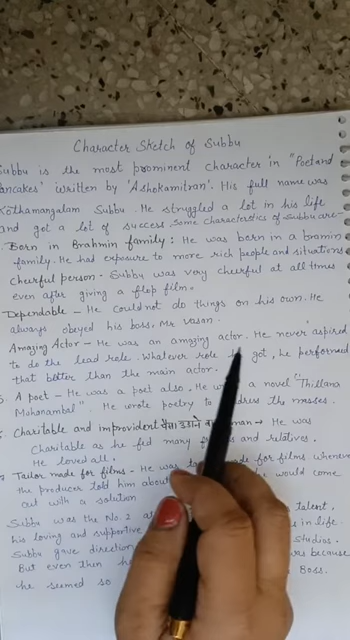 Character Sketch of Subbu
Subbu is the most prominent character in "Poet and
Pancakes" written by 'Ashokamitran'. His full name was
Kothamangalam Subbu. He struggled a lot in his life
and got a lot of success. Some characteristics of Subbu are-
Born in Brahmin family: He was born in a bramin
family. He had exposure to more rich people and situations
Cheerful person - Subbu was very cheerful at all times
even after giving a flop film.
Dependable - He couldnot do things on his own. He
always obeyed his boss, Mr Vasan.
Amazing Actor - He was an amazing actor. He never aspired
to do the lead role. Whatever role he got, he performed
that better than the main actor.
A poet - He was a poet also. He a novel "Thillana
Mohanambal". He wrote poetry to the masses.
Charitable and improvident पैसा उड़ाने man → He was
Charitable as he fed many and relatives.
He loved all.
Tailor made for films - He was made for films whenever
the producer told him about he would come
out with a solution
Subbu was the No. 2 at talent,
his loving and supportive in life.
Subbu gave direction Studios.
But even then he was because
he seemed so Boss.